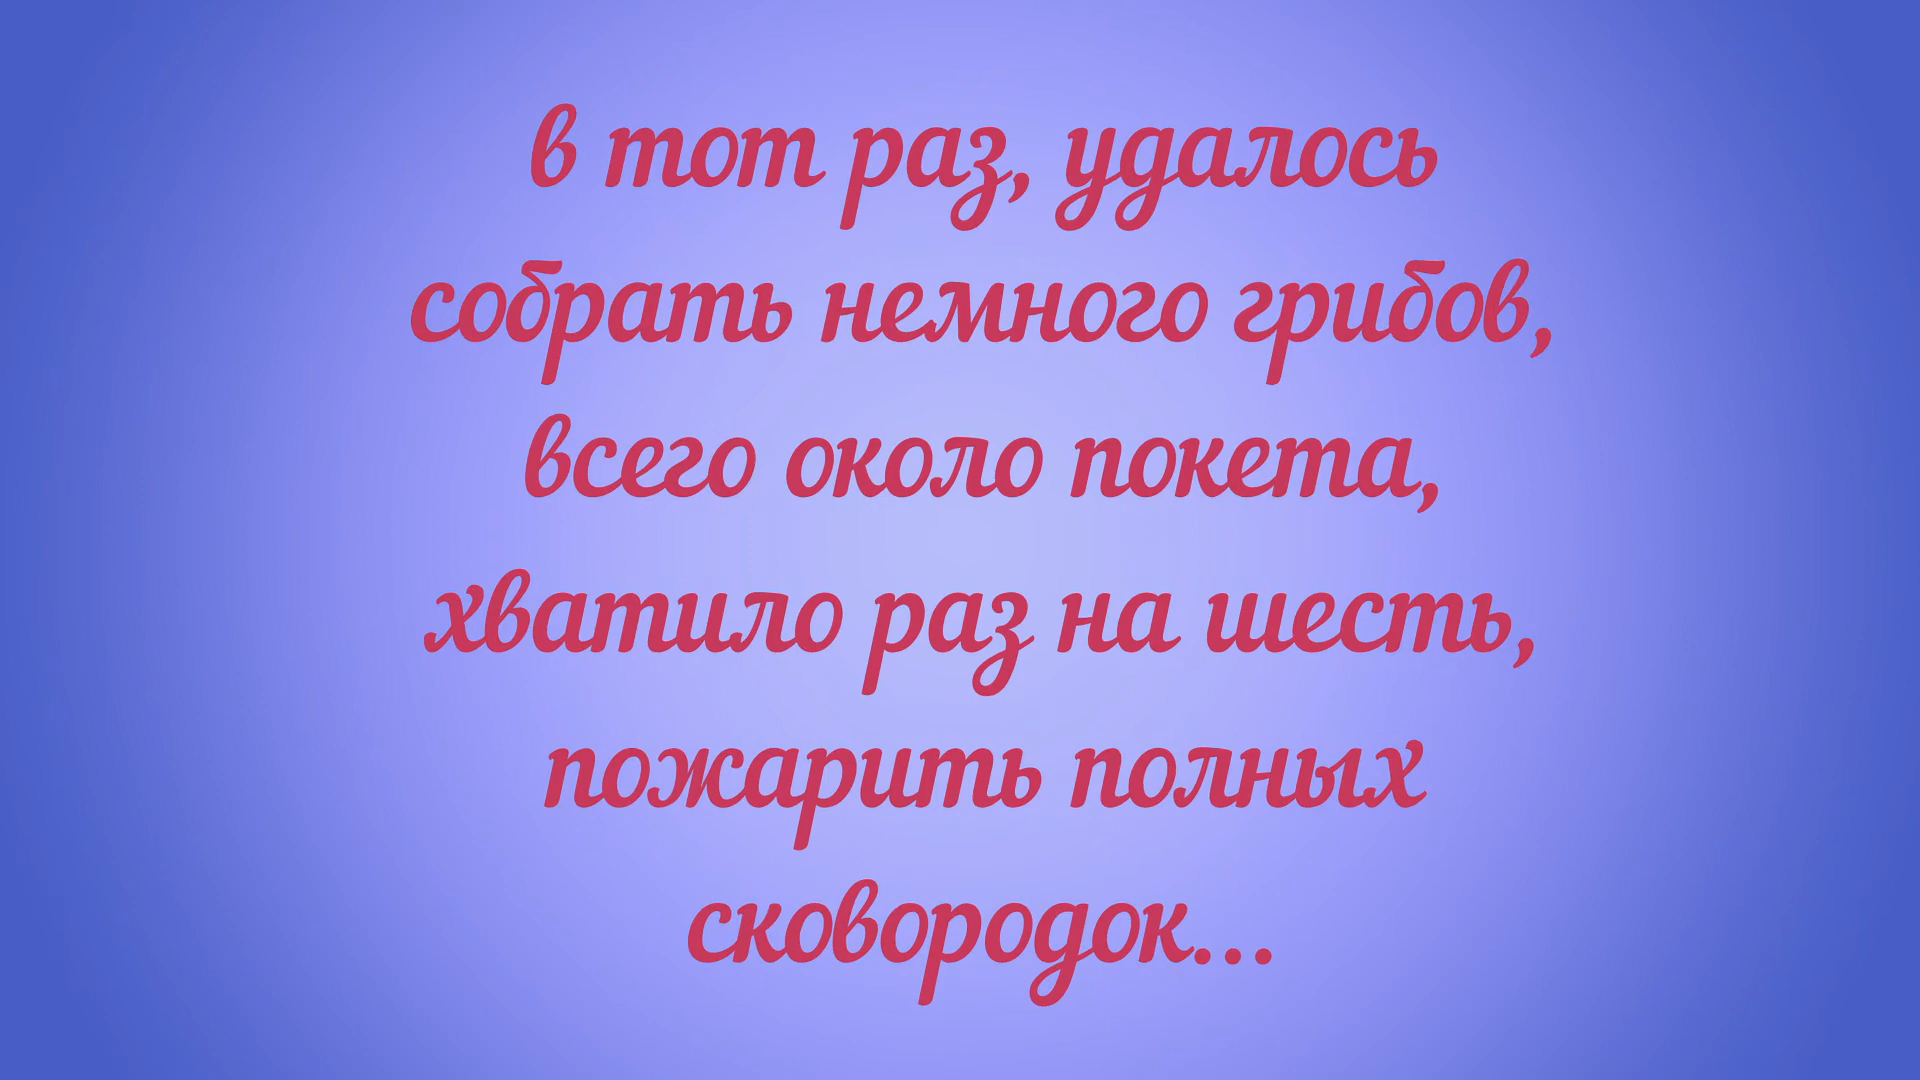 в тот раз, удалось
собрать немного грибов,
всего около покета,
хватило раз на шесть,
пожарить полных
сковородок...